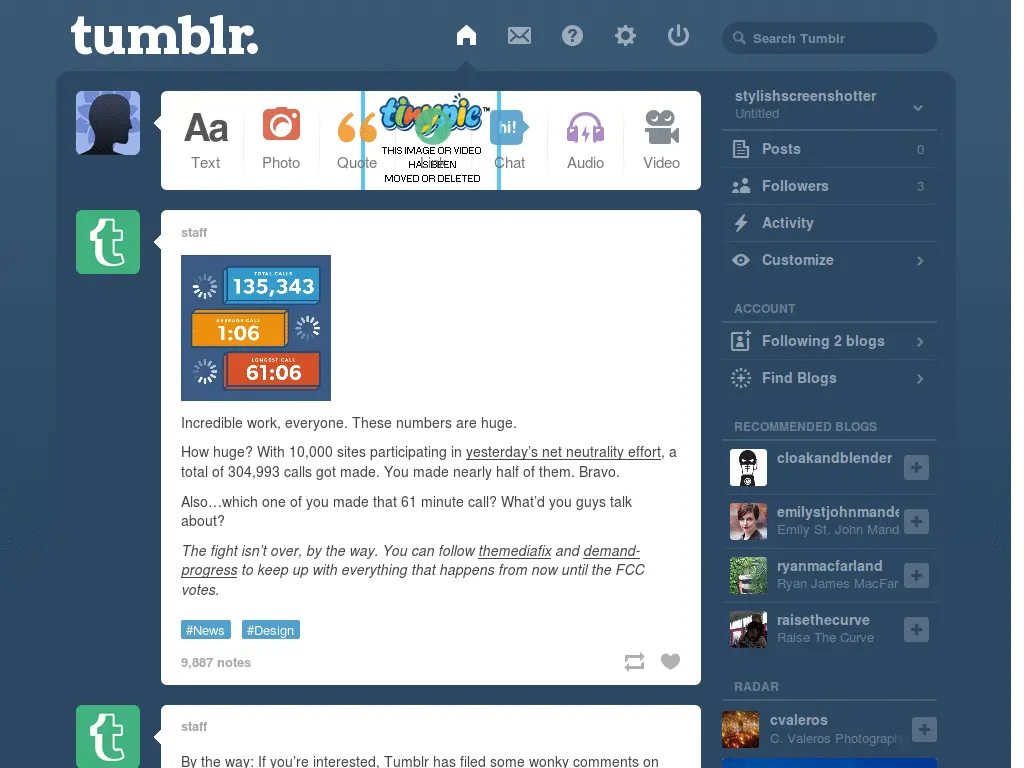 tumblr.
Search Tumblr
Aa
Text
Photo
Quote
Link
hi!
Chat
Audio
Video
tinypic™
THIS IMAGE OR VIDEO
HAS BEEN
MOVED OR DELETED
stylishscreenshotter
Untitled
Posts 0
Followers 3
Activity
Customize
ACCOUNT
Following 2 blogs
Find Blogs
RECOMMENDED BLOGS
cloakandblender
emilystjohnmande
Emily St. John Mand
ryanmacfarland
Ryan James MacFar
raisethecurve
Raise The Curve
RADAR
cvaleros
C. Valeros Photograph
t
staff
TOTAL CALLS
135,343
AVERAGE CALL
1:06
LONGEST CALL
61:06
Incredible work, everyone. These numbers are huge.
How huge? With 10,000 sites participating in yesterday's net neutrality effort, a
total of 304,993 calls got made. You made nearly half of them. Bravo.
Also…which one of you made that 61 minute call? What'd you guys talk
about?
The fight isn't over, by the way. You can follow themediafix and demand-
progress to keep up with everything that happens from now until the FCC
votes.
#News #Design
9,887 notes
t
staff
By the way: If you're interested, Tumblr has filed some wonky comments on